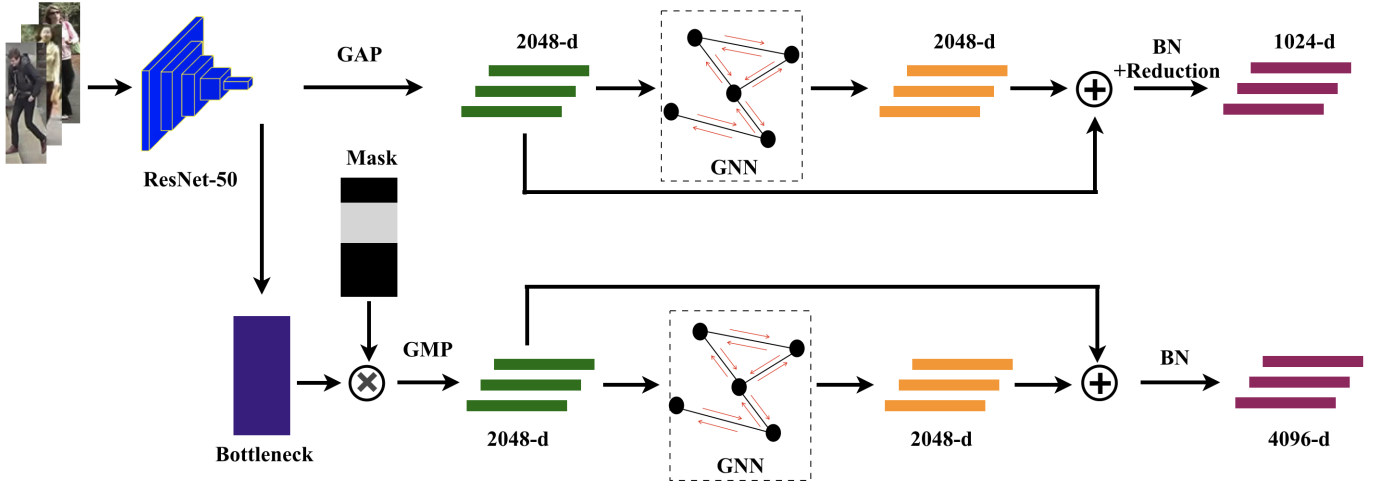 2048-d
2048-d
1024-d
GAP
BN
+Reduction
GNN
ResNet-50
Mask
GMP
BN
Bottleneck
2048-d
GNN
2048-d
4096-d